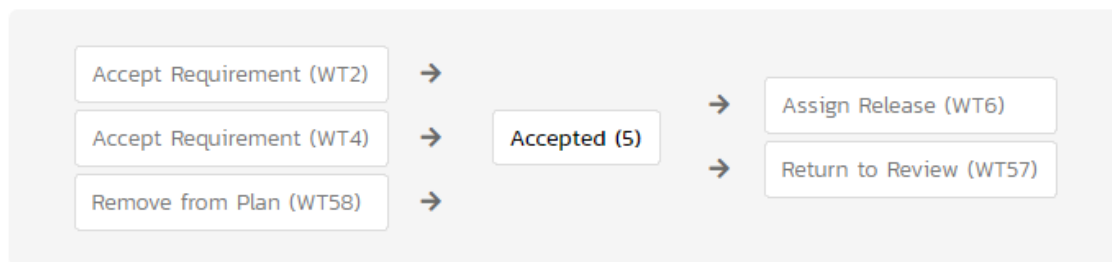 Accept Requirement (WT2)
Accept Requirement (WT4)
Remove from Plan (WT58)
Accepted (5)
Assign Release (WT6)
Return to Review (WT57)